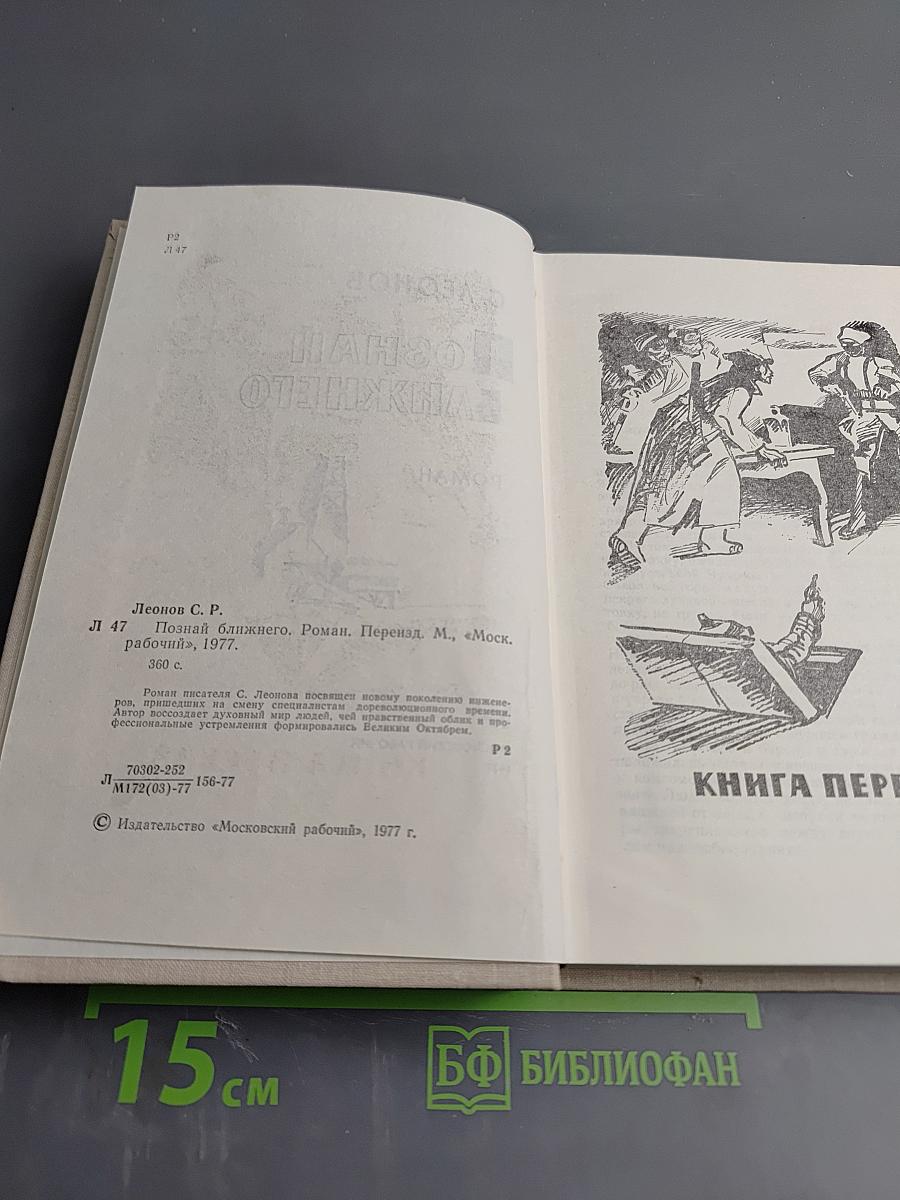 Р2
Л 47
Леонов С. Р.
Л 47 Познай ближнего. Роман. Переизд. М., «Моск.
рабочий», 1977.
360 с.
Роман писателя С. Леонова посвящен новому поколению инжене-
ров, пришедших на смену специалистам дореволюционного времени.
Автор воссоздает духовный мир людей, чей нравственный облик и про-
фессиональные устремления формировались Великим Октябрем.
Р 2
Л 70302-252 156-77
М172(03)-77
© Издательство «Московский рабочий», 1977 г.
КНИГА ПЕР
15 см
БФ БИБЛИОФАН